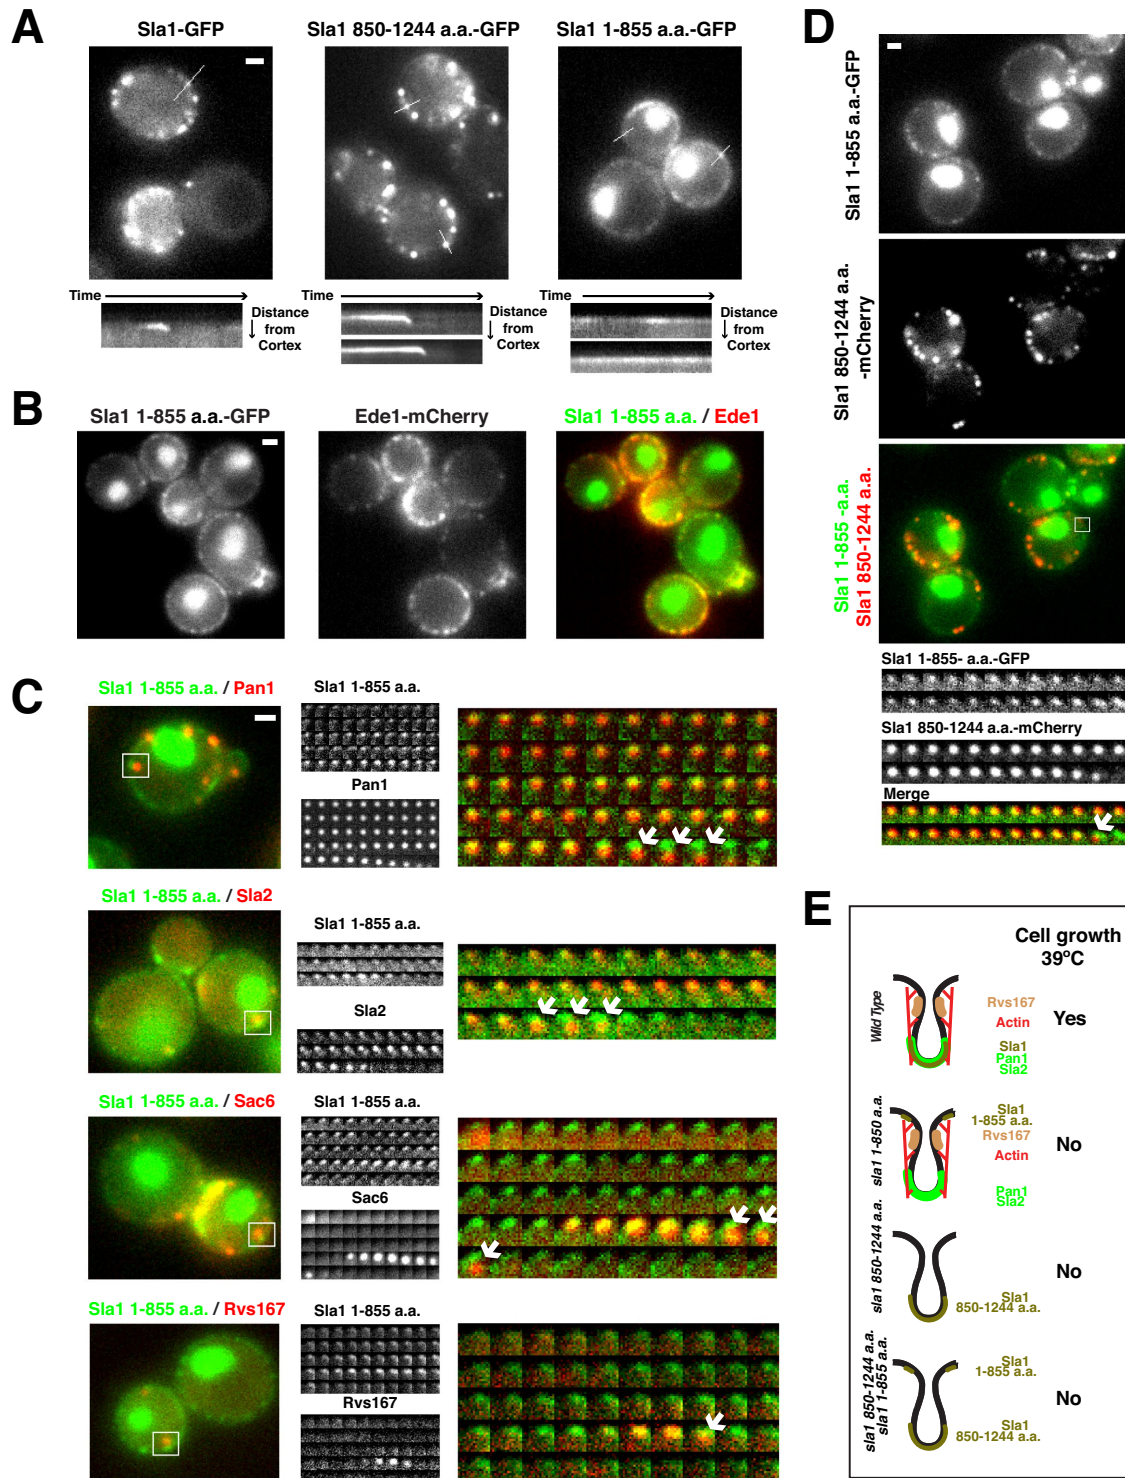 A
Sla1-GFP
Sla1 850-1244 a.a.-GFP
Sla1 1-855 a.a.-GFP
Time
Distance
from
Cortex
Time
Distance
from
Cortex
Time
Distance
from
Cortex
B
Sla1 1-855 a.a.-GFP
Ede1-mCherry
Sla1 1-855 a.a. / Ede1
C
Sla1 1-855 a.a. / Pan1
Sla1 1-855 a.a.
Pan1
Sla1 1-855 a.a. / Sla2
Sla1 1-855 a.a.
Sla2
Sla1 1-855 a.a. / Sac6
Sla1 1-855 a.a.
Sac6
Sla1 1-855 a.a. / Rvs167
Sla1 1-855 a.a.
Rvs167
D
Sla1 1-855 a.a.-GFP
Sla1 850-1244 a.a.
-mCherry
Sla1 1-855 -a.a.
Sla1 850-1244 a.a.
Sla1 1-855- a.a.-GFP
Sla1 850-1244 a.a.-mCherry
Merge
E
Cell growth
39ºC
Wild Type
Rvs167
Actin
Sla1
Pan1
Sla2
Yes
sla1 1-850 a.a.
Sla1
1-855 a.a.
Rvs167
Actin
Pan1
Sla2
No
sla1 850-1244 a.a.
Sla1
850-1244 a.a.
No
sla1 850-1244 a.a.
sla1 1-855 a.a.
Sla1
1-855 a.a.
Sla1
850-1244 a.a.
No